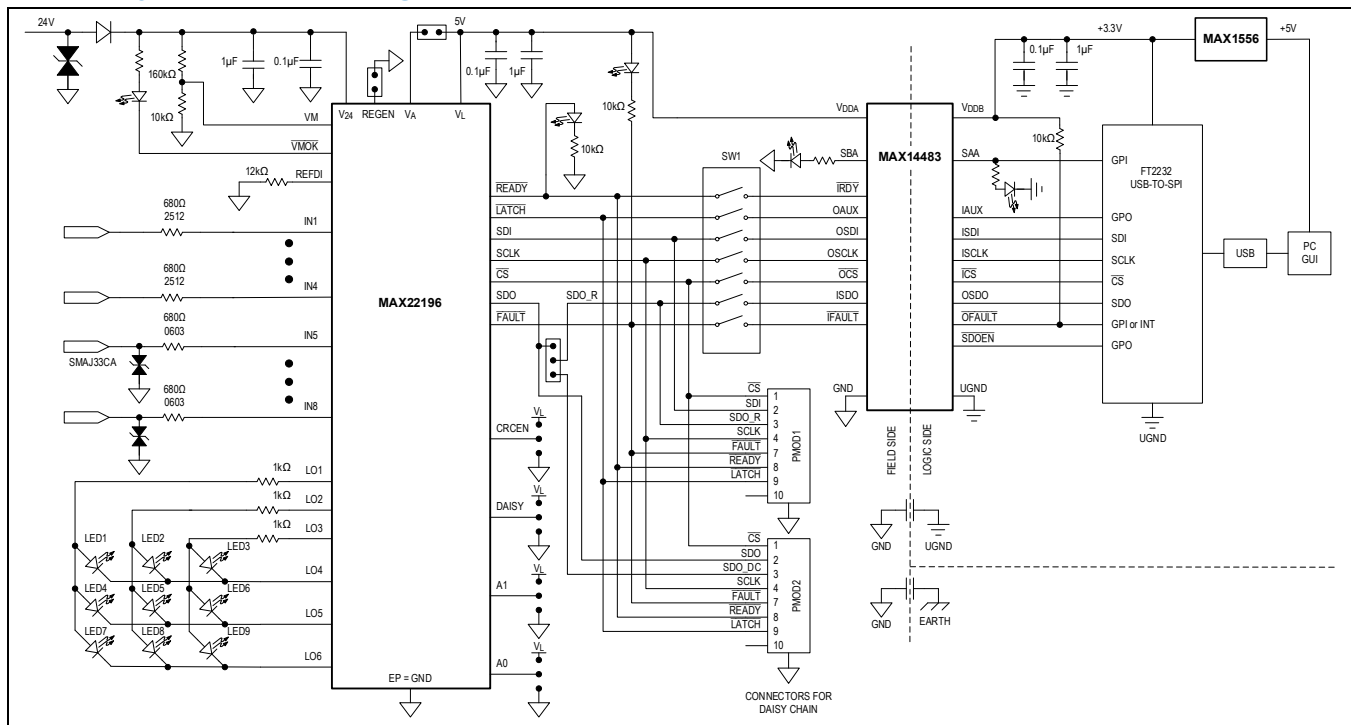 24V
5V
+3.3V
MAX1556
+5V
160kΩ
10kΩ
1µF
0.1µF
0.1µF
1µF
10kΩ
0.1µF
1µF
10kΩ
VM
VMOK
V24
REGEN
VA
VL
10kΩ
VDDA
VDDB
SBA
MAX14483
SAA
GPI
FT2232
USB-TO-SPI
12kΩ
REFDI
SW1
READY
IRDY
LATCH
OAUX
IAUX
GPO
SDI
OSDI
ISDI
SDI
SCLK
OSCLK
ISCLK
SCLK
CS
OCS
ICS
CS
SDO
SDO_R
ISDO
OSDO
SDO
FAULT
IFAULT
OFAULT
GPI or INT
SDOEN
GPO
USB
PC
GUI
680Ω
2512
IN1
680Ω
2512
IN4
MAX22196
680Ω
0603
IN5
SMAJ33CA
680Ω
0603
IN8
GND
UGND
UGND
FIELD SIDE
LOGIC SIDE
CRCEN
VL
DAISY
VL
A1
VL
A0
VL
CS
1
SDI
2
SDO_R
3
SCLK
4
FAULT
7
READY
8
LATCH
9
10
PMOD1
CS
1
SDO
2
SDO_DC
3
SCLK
4
FAULT
7
READY
8
LATCH
9
10
PMOD2
CONNECTORS FOR
DAISY CHAIN
GND
UGND
GND
EARTH
1kΩ
LO1
1kΩ
LO2
1kΩ
LO3
LED1
LED2
LED3
LO4
LED4
LED5
LED6
LO5
LED7
LED8
LED9
LO6
EP = GND